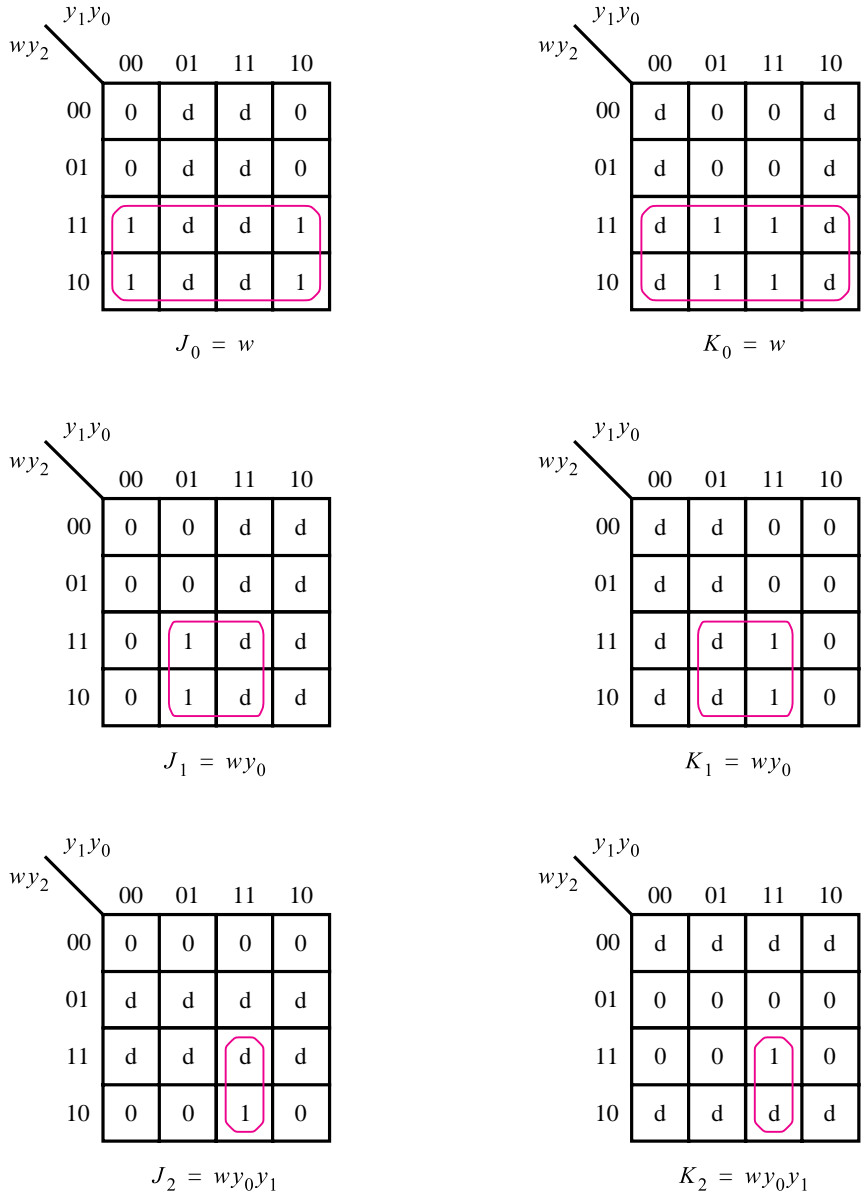 y₁y₀ y₁y₀
wy₂ wy₂
00 01 11 10 00 01 11 10
00 0 d d 0 00 d 0 0 d
01 0 d d 0 01 d 0 0 d
11 1 d d 1 11 d 1 1 d
10 1 d d 1 10 d 1 1 d
J₀ = w K₀ = w
y₁y₀ y₁y₀
wy₂ wy₂
00 01 11 10 00 01 11 10
00 0 0 d d 00 d d 0 0
01 0 0 d d 01 d d 0 0
11 0 1 d d 11 d d 1 0
10 0 1 d d 10 d d 1 0
J₁ = wy₀ K₁ = wy₀
y₁y₀ y₁y₀
wy₂ wy₂
00 01 11 10 00 01 11 10
00 0 0 0 0 00 d d d d
01 d d d d 01 0 0 0 0
11 d d d d 11 0 0 1 0
10 0 0 1 0 10 d d d d
J₂ = wy₀y₁ K₂ = wy₀y₁